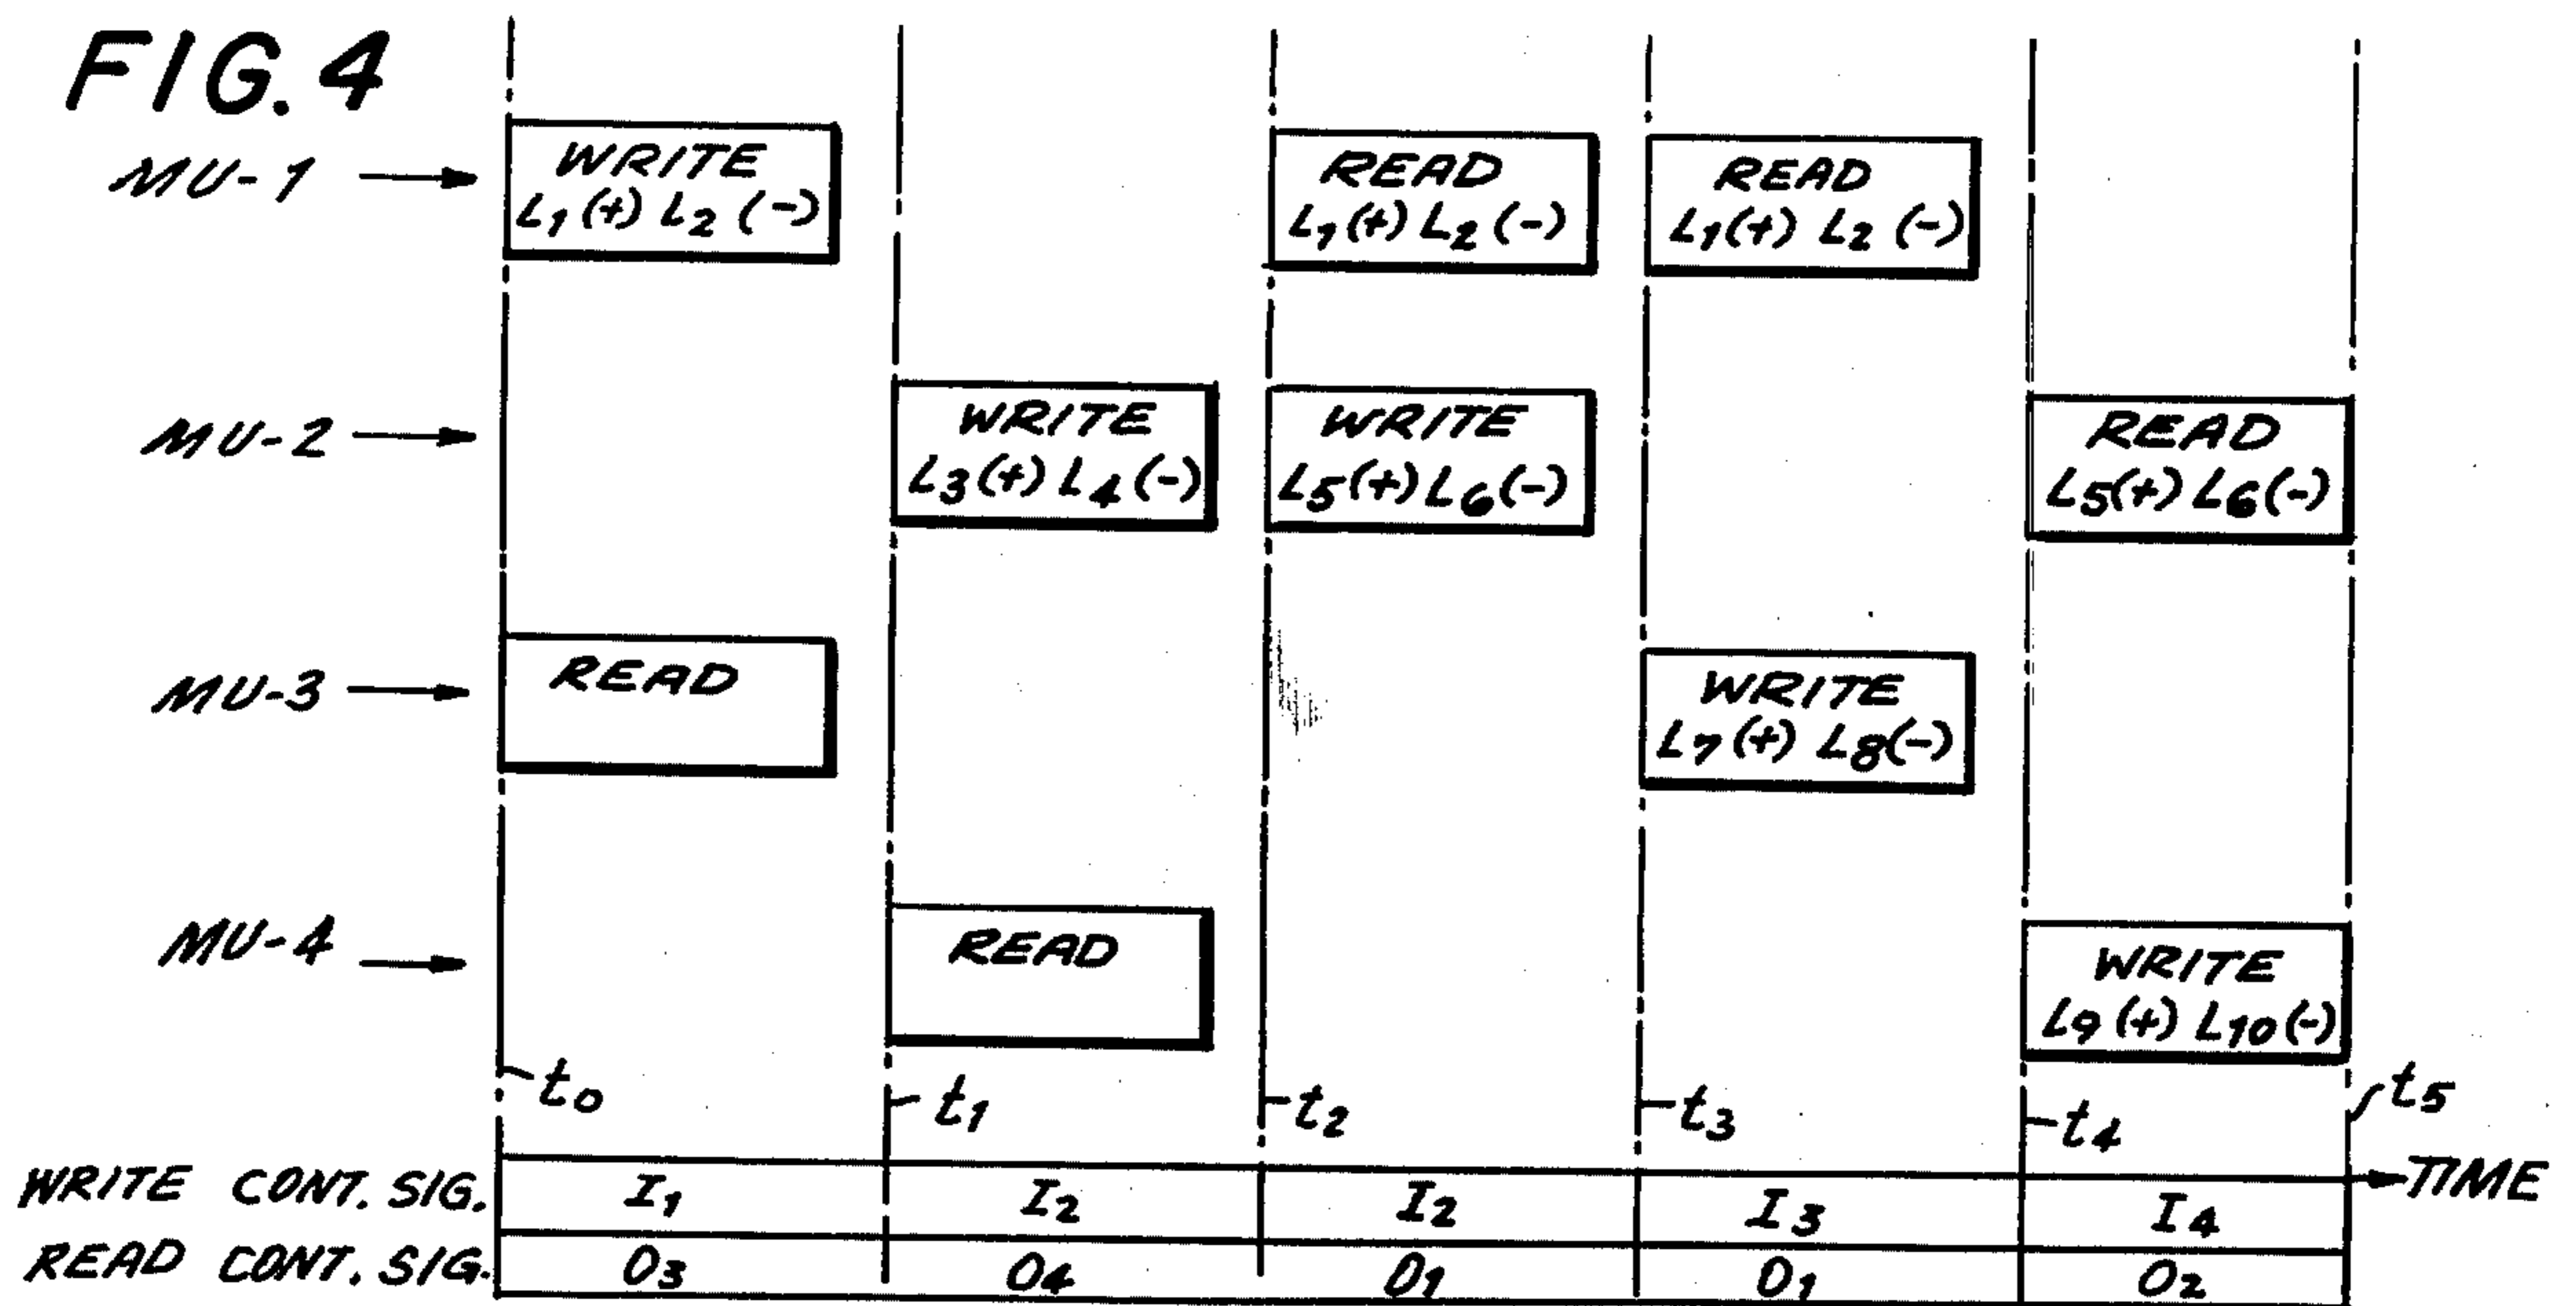 FIG. 4
MU-1
WRITE
L1 (+) L2 (-)
READ
L1 (+) L2 (-)
READ
L1 (+) L2 (-)
MU-2
WRITE
L3 (+) L4 (-)
WRITE
L5 (+) L6 (-)
READ
L5 (+) L6 (-)
MU-3
READ
WRITE
L7 (+) L8 (-)
MU-4
READ
WRITE
L9 (+) L10 (-)
t0 t1 t2 t3 t4 t5
TIME
WRITE CONT. SIG. I1 I2 I2 I3 I4
READ CONT. SIG. O3 O4 O1 O1 O2